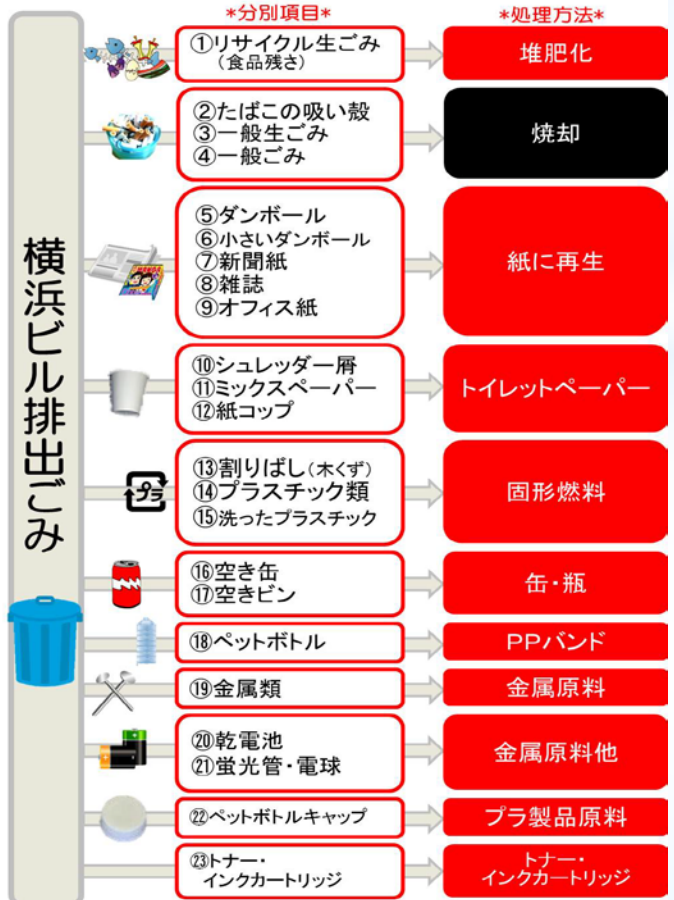 *分別項目*
*処理方法*
横浜ビル排出ごみ
①リサイクル生ごみ
（食品残さ）
堆肥化
②たばこの吸い殻
③一般生ごみ
④一般ごみ
焼却
⑤ダンボール
⑥小さいダンボール
⑦新聞紙
⑧雑誌
⑨オフィス紙
紙に再生
⑩シュレッダー屑
⑪ミックスペーパー
⑫紙コップ
トイレットペーパー
プラ
⑬割りばし（木くず）
⑭プラスチック類
⑮洗ったプラスチック
固形燃料
⑯空き缶
⑰空きビン
缶・瓶
⑱ペットボトル
PPバンド
⑲金属類
金属原料
⑳乾電池
㉑蛍光管・電球
金属原料他
㉒ペットボトルキャップ
プラ製品原料
㉓トナー・
インクカートリッジ
トナー・
インクカートリッジ